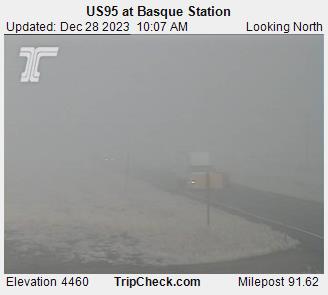 US95 at Basque Station
Updated: Dec 28 2023 10:07 AM Looking North
Elevation 4460 TripCheck.com Milepost 91.62